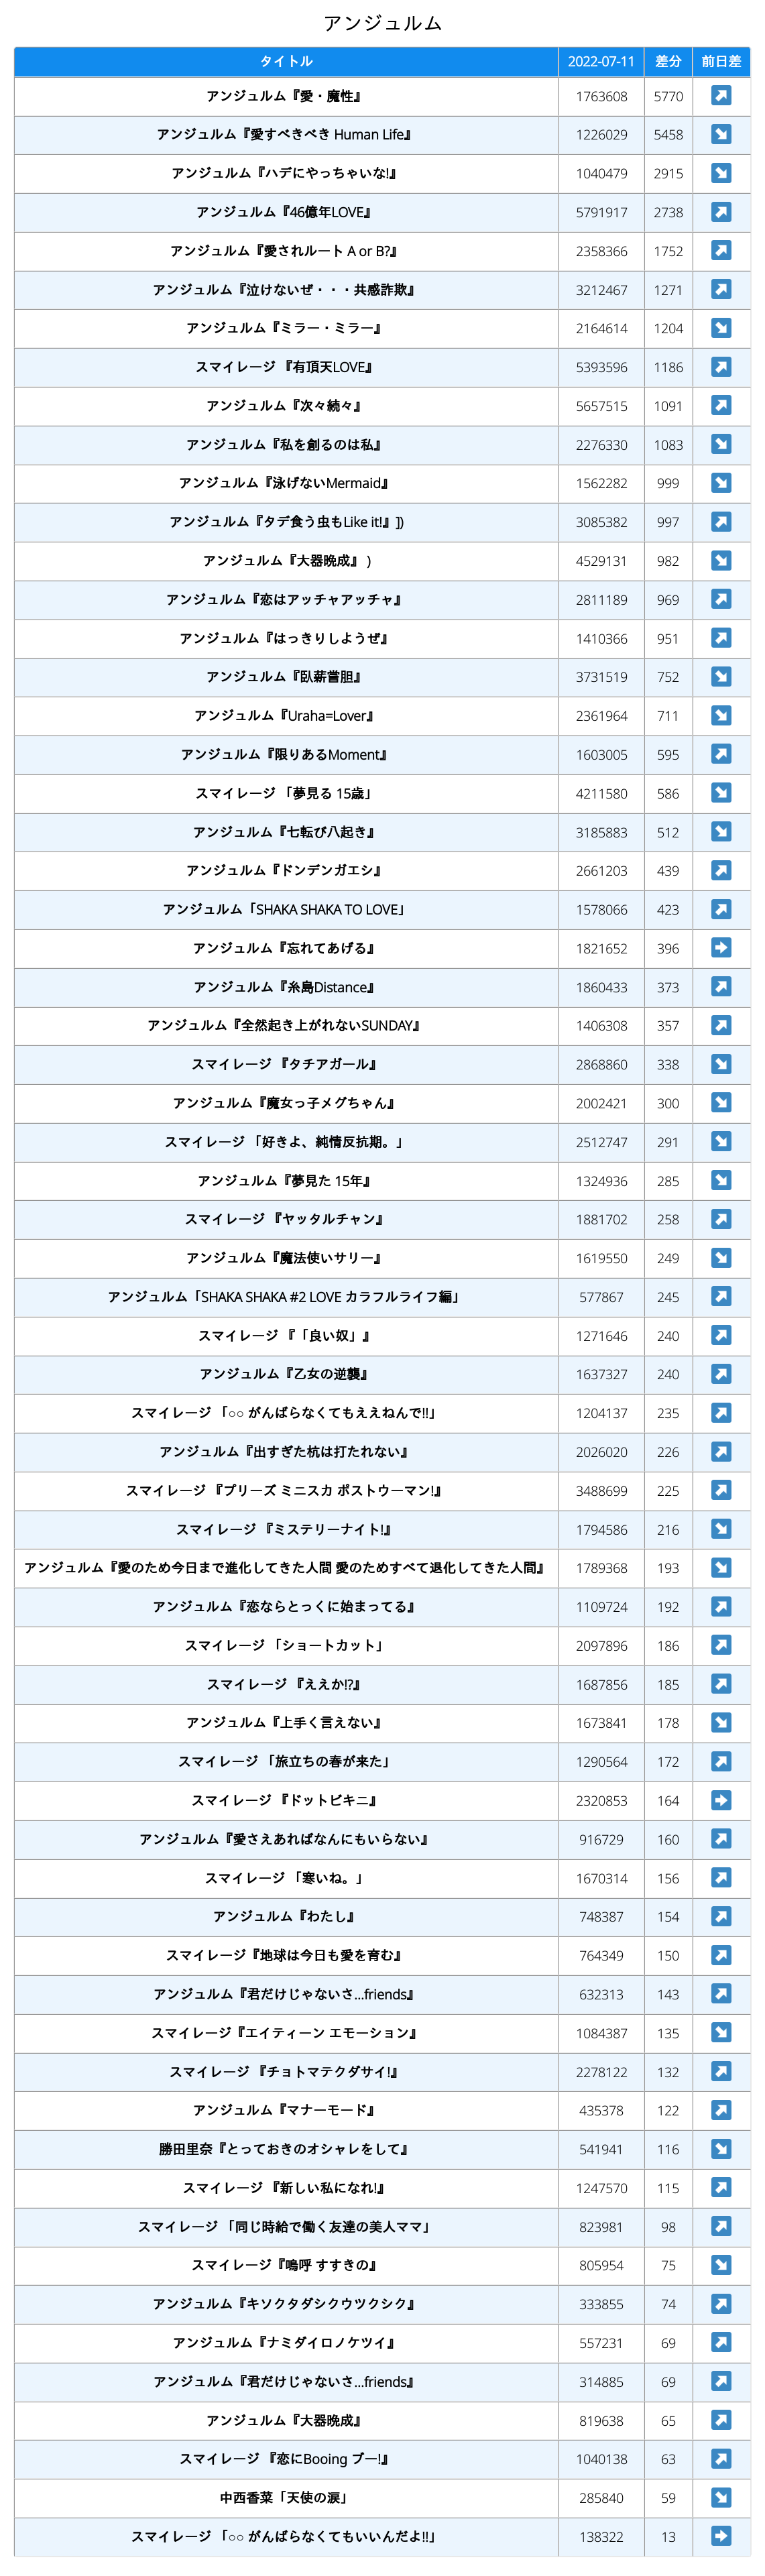 アンジュルム
タイトル 2022-07-11 差分 前日差
アンジュルム『愛・魔性』 1763608 5770 ↗
アンジュルム『愛すべきべき Human Life』 1226029 5458 ↘
アンジュルム『ハデにやっちゃいな!』 1040479 2915 ↘
アンジュルム『46億年LOVE』 5791917 2738 ↗
アンジュルム『愛されルート A or B?』 2358366 1752 ↗
アンジュルム『泣けないぜ・・・共感詐欺』 3212467 1271 ↗
アンジュルム『ミラー・ミラー』 2164614 1204 ↘
スマイレージ 『有頂天LOVE』 5393596 1186 ↗
アンジュルム『次々続々』 5657515 1091 ↗
アンジュルム『私を創るのは私』 2276330 1083 ↘
アンジュルム『泳げないMermaid』 1562282 999 ↘
アンジュルム『タデ食う虫もLike it!』]) 3085382 997 ↗
アンジュルム『大器晩成』 ) 4529131 982 ↘
アンジュルム『恋はアッチャアッチャ』 2811189 969 ↗
アンジュルム『はっきりしようぜ』 1410366 951 ↗
アンジュルム『臥薪嘗胆』 3731519 752 ↘
アンジュルム『Uraha=Lover』 2361964 711 ↘
アンジュルム『限りあるMoment』 1603005 595 ↗
スマイレージ 「夢見る 15歳」 4211580 586 ↘
アンジュルム『七転び八起き』 3185883 512 ↘
アンジュルム『ドンデンガエシ』 2661203 439 ↗
アンジュルム「SHAKA SHAKA TO LOVE」 1578066 423 ↗
アンジュルム『忘れてあげる』 1821652 396 →
アンジュルム『糸島Distance』 1860433 373 ↗
アンジュルム『全然起き上がれないSUNDAY』 1406308 357 ↗
スマイレージ 『タチアガール』 2868860 338 ↘
アンジュルム『魔女っ子メグちゃん』 2002421 300 ↘
スマイレージ 「好きよ、純情反抗期。」 2512747 291 ↘
アンジュルム『夢見た 15年』 1324936 285 ↘
スマイレージ 『ヤッタルチャン』 1881702 258 ↗
アンジュルム『魔法使いサリー』 1619550 249 ↘
アンジュルム「SHAKA SHAKA #2 LOVE カラフルライフ編」 577867 245 ↗
スマイレージ 『「良い奴」』 1271646 240 ↗
アンジュルム『乙女の逆襲』 1637327 240 ↗
スマイレージ 「○○ がんばらなくてもええねんで!!」 1204137 235 ↗
アンジュルム『出すぎた杭は打たれない』 2026020 226 ↗
スマイレージ 『プリーズ ミニスカ ポストウーマン!』 3488699 225 ↗
スマイレージ 『ミステリーナイト!』 1794586 216 ↘
アンジュルム『愛のため今日まで進化してきた人間 愛のためすべて退化してきた人間』 1789368 193 ↘
アンジュルム『恋ならとっくに始まってる』 1109724 192 ↗
スマイレージ 「ショートカット」 2097896 186 ↗
スマイレージ 『ええか!?』 1687856 185 ↗
アンジュルム『上手く言えない』 1673841 178 ↘
スマイレージ 「旅立ちの春が来た」 1290564 172 ↗
スマイレージ 『ドットビキニ』 2320853 164 →
アンジュルム『愛さえあればなんにもいらない』 916729 160 ↗
スマイレージ 「寒いね。」 1670314 156 ↗
アンジュルム『わたし』 748387 154 ↗
スマイレージ『地球は今日も愛を育む』 764349 150 ↗
アンジュルム『君だけじゃないさ...friends』 632313 143 ↗
スマイレージ『エイティーン エモーション』 1084387 135 ↘
スマイレージ 『チョトマテクダサイ!』 2278122 132 ↗
アンジュルム『マナーモード』 435378 122 ↗
勝田里奈『とっておきのオシャレをして』 541941 116 ↘
スマイレージ 『新しい私になれ!』 1247570 115 ↗
スマイレージ 「同じ時給で働く友達の美人ママ」 823981 98 ↗
スマイレージ『嗚呼 すすきの』 805954 75 ↘
アンジュルム『キソクタダシクウツクシク』 333855 74 ↗
アンジュルム『ナミダイロノケツイ』 557231 69 ↗
アンジュルム『君だけじゃないさ...friends』 314885 69 ↗
アンジュルム『大器晩成』 819638 65 ↗
スマイレージ 『恋にBooing ブー!』 1040138 63 ↗
中西香菜「天使の涙」 285840 59 ↘
スマイレージ 「○○ がんばらなくてもいいんだよ!!」 138322 13 →